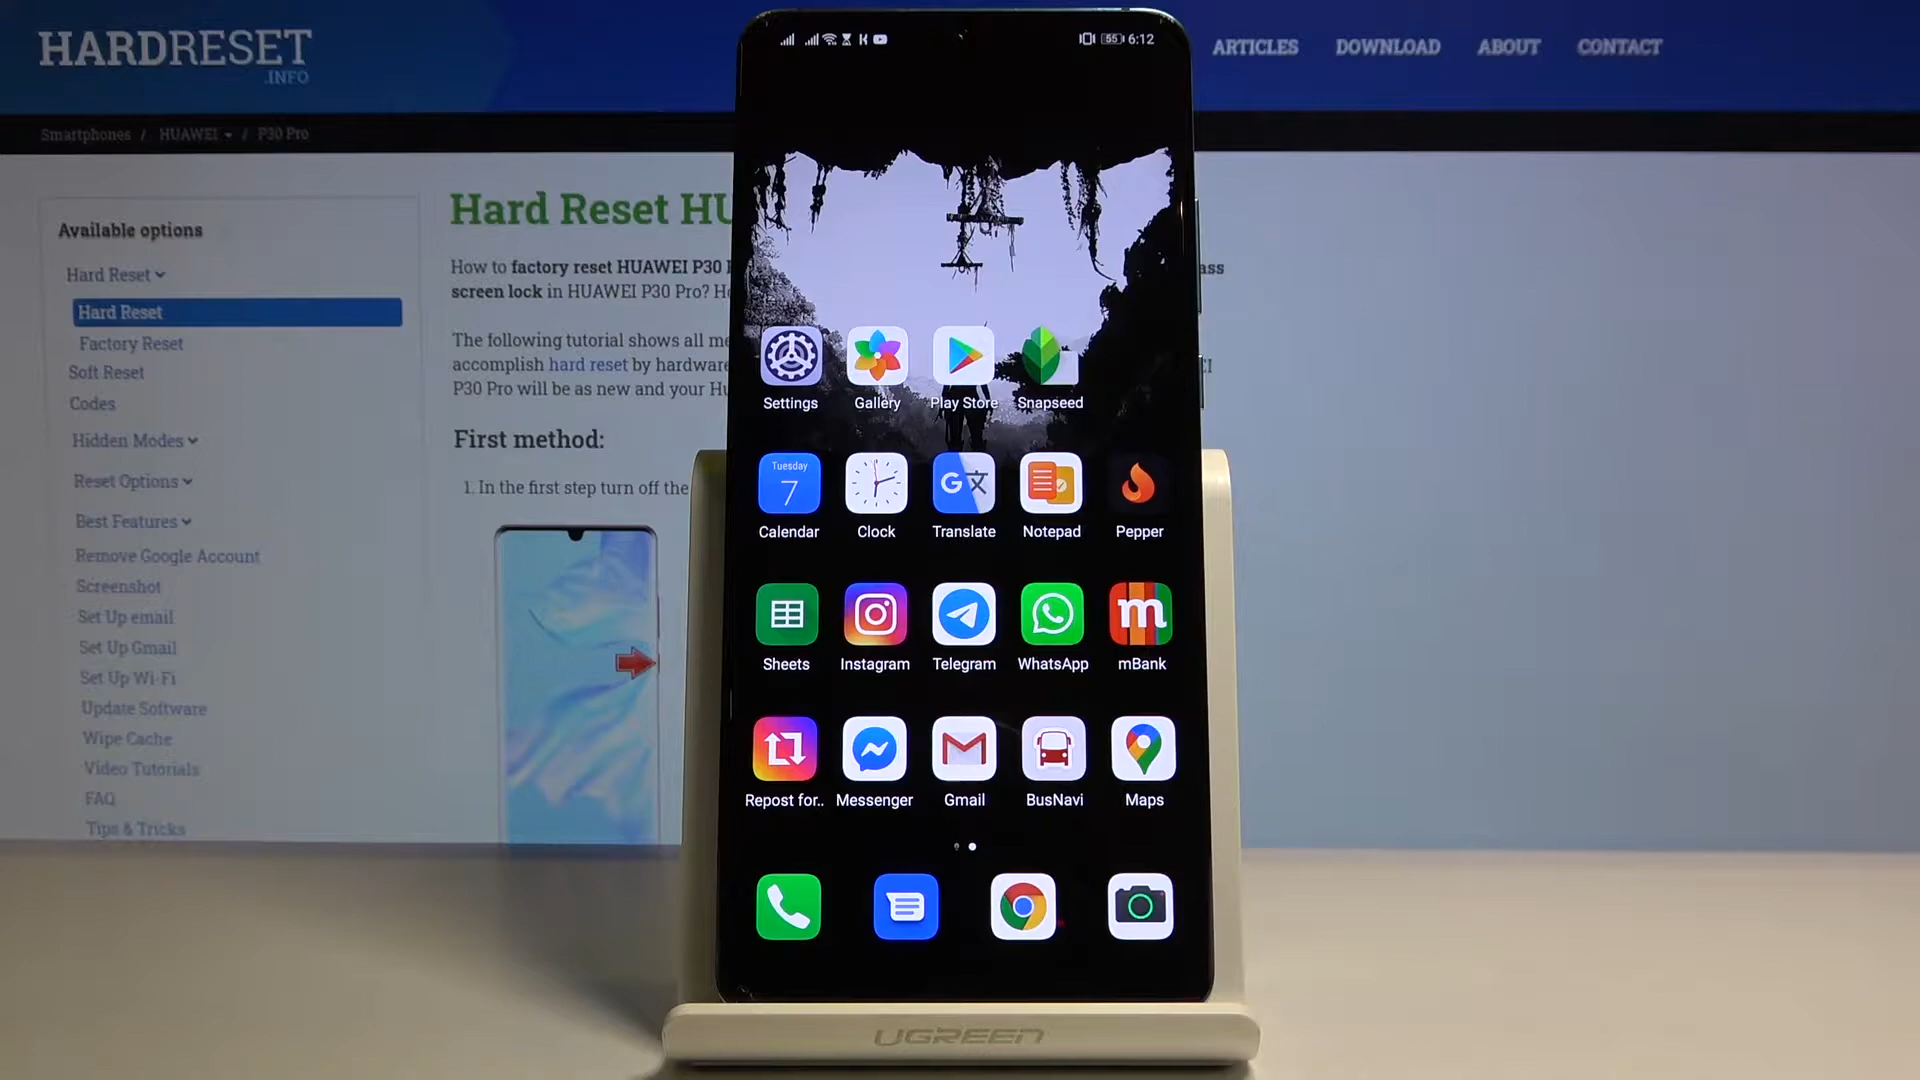 HARDRESET
.INFO
ARTICLES DOWNLOAD ABOUT CONTACT
Smartphones / HUAWEI / P30 Pro
Available options
Hard Reset
Hard Reset
Factory Reset
Soft Reset
Codes
Hidden Modes
Reset Options
Best Features
Remove Google Account
Screenshot
Set Up email
Set Up Gmail
Set Up Wi-Fi
Update Software
Wipe Cache
Video Tutorials
FAQ
Tips & Tricks
Hard Reset HU
How to factory reset HUAWEI P30
screen lock in HUAWEI P30 Pro?
The following tutorial shows all
accomplish hard reset by hardware
P30 Pro will be as new and your
First method:
1. In the first step turn off the
55 6:12
Settings Gallery Play Store Snapseed
Tuesday
7
Calendar Clock Translate Notepad Pepper
m
Sheets Instagram Telegram WhatsApp mBank
Repost for.. Messenger Gmail BusNavi Maps
UGREEN